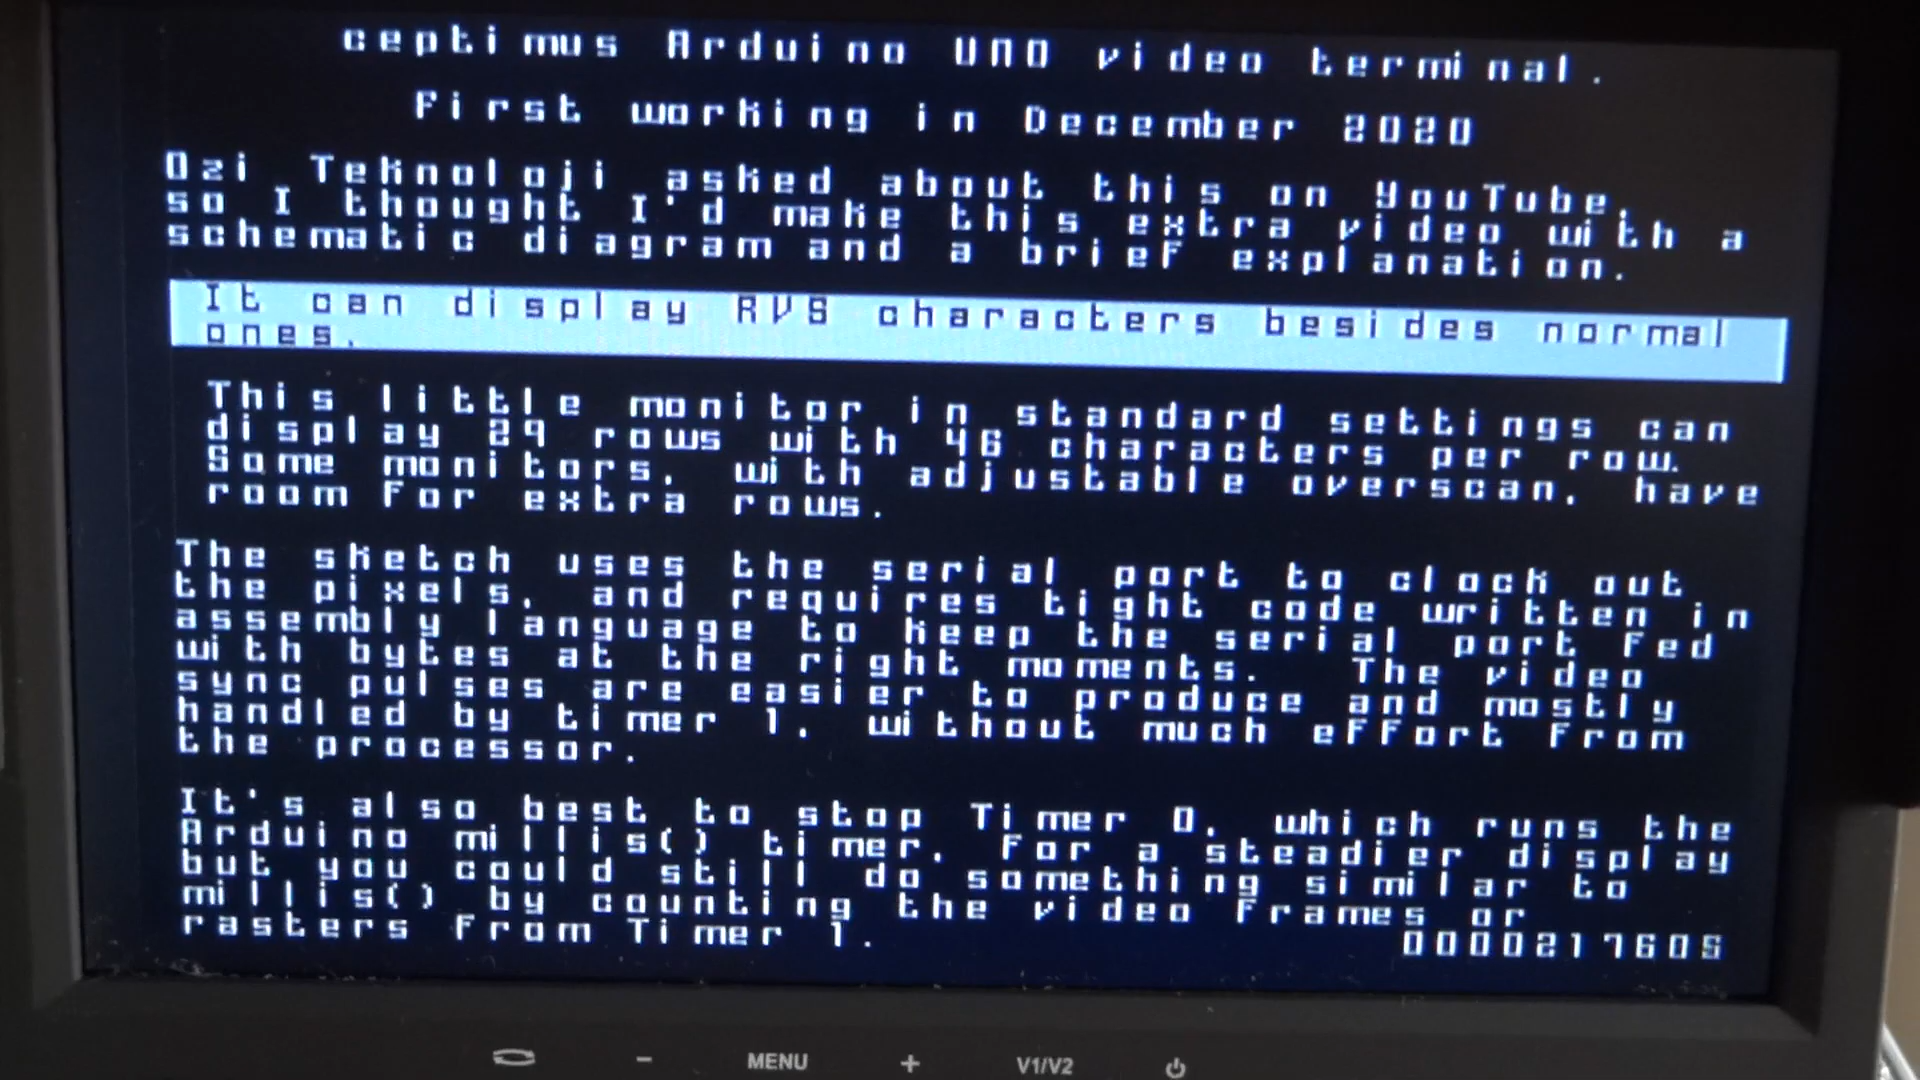 ceptimus Arduino UNO video terminal.
First working in December 2020
Ozi Teknoloji asked about this on YouTube,
so I thought I'd make this extra video with a
schematic diagram and a brief explanation.
It can display RVS characters besides normal
ones.
This little monitor in standard settings can
display 29 rows with 46 characters per row.
Some monitors, with adjustable overscan, have
room for extra rows.
The sketch uses the serial port to clock out
the pixels, and requires tight code written in
assembly language to keep the serial port fed
with bytes at the right moments. The video
sync pulses are easier to produce and mostly
handled by timer 1, without much effort from
the processor.
It's also best to stop Timer 0, which runs the
Arduino millis() timer, for a steadier display
but you could still do something similar to
millis() by counting the video frames or
rasters from Timer 1.
0000217605
- MENU + V1/V2